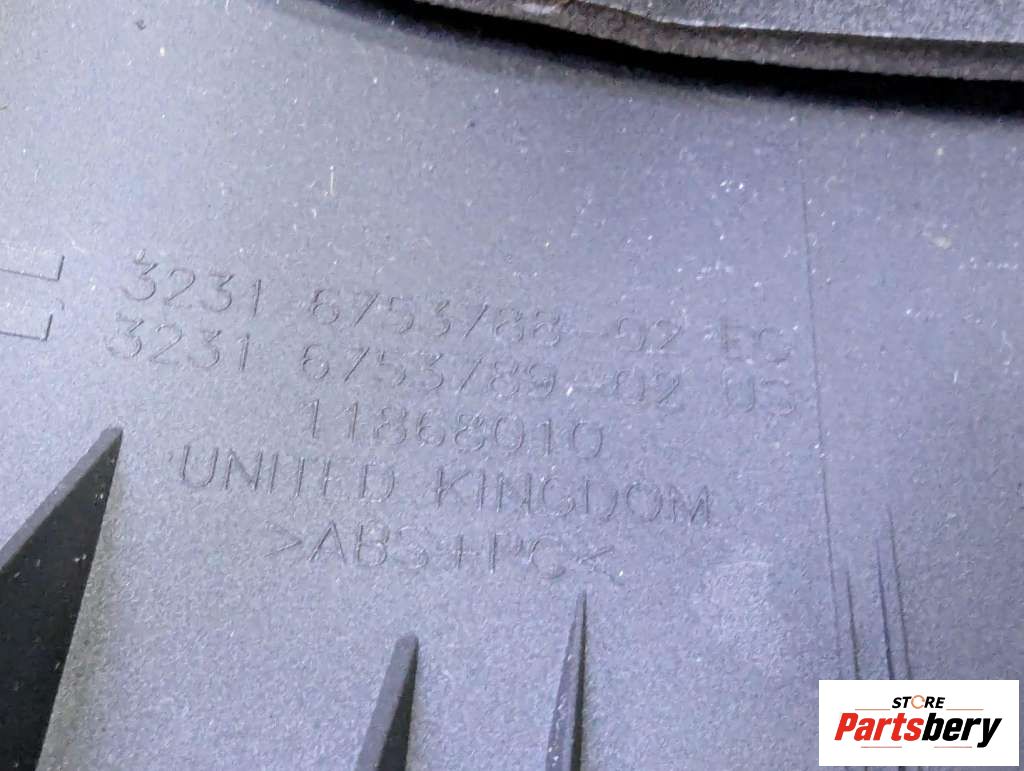 3231 6753788-02 EC
3231 6753789-02 US
11868010
UNITED KINGDOM
>ABS+PC<
STORE
Partsbery